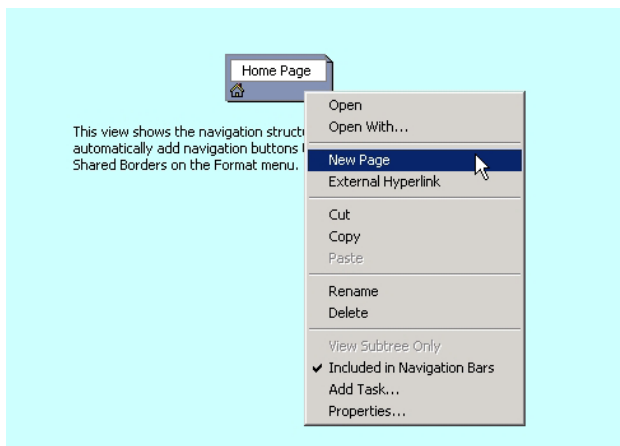 Home Page
This view shows the navigation
automatically add navigation buttons
Shared Borders on the Format menu.
Open
Open With...
New Page
External Hyperlink
Cut
Copy
Paste
Rename
Delete
View Subtree Only
Included in Navigation Bars
Add Task...
Properties...